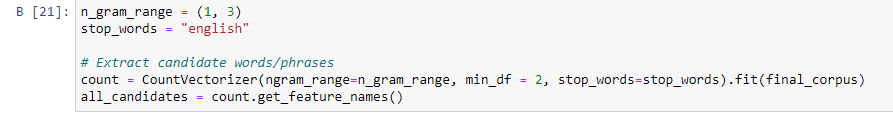 В [21]: n_gram_range = (1, 3)
stop_words = "english"
# Extract candidate words/phrases
count = CountVectorizer(ngram_range=n_gram_range, min_df = 2, stop_words=stop_words).fit(final_corpus)
all_candidates = count.get_feature_names()